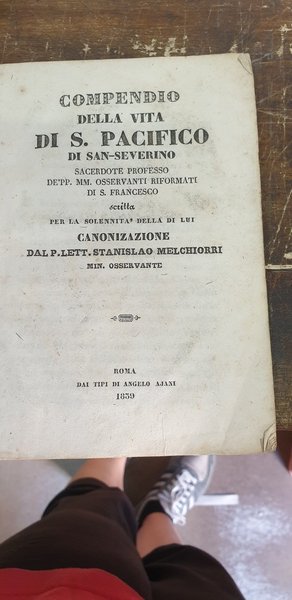 COMPENDIO
DELLA VITA
DI S. PACIFICO
DI SAN-SEVERINO
SACERDOTE PROFESSO
DE'PP. MM. OSSERVANTI RIFORMATI
DI S. FRANCESCO
scritta
PER LA SOLENNITA' DELLA DI LUI
CANONIZAZIONE
DAL P. LETT. STANISLAO MELCHIORRI
MIN. OSSERVANTE
ROMA
DAI TIPI DI ANGELO AJANI
1839